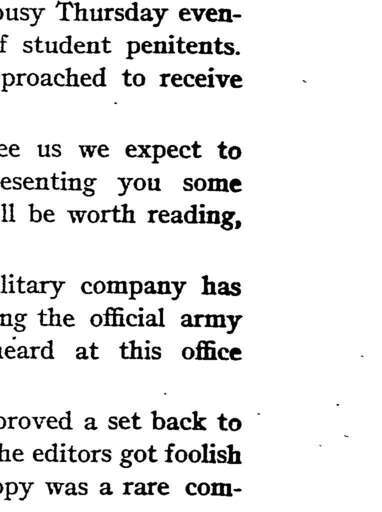 busy Thursday even-
f student penitents.
proached to receive
ee us we expect to
esenting you some
ll be worth reading,
litary company has
ng the official army
heard at this office
proved a set back to
he editors got foolish
opy was a rare com-